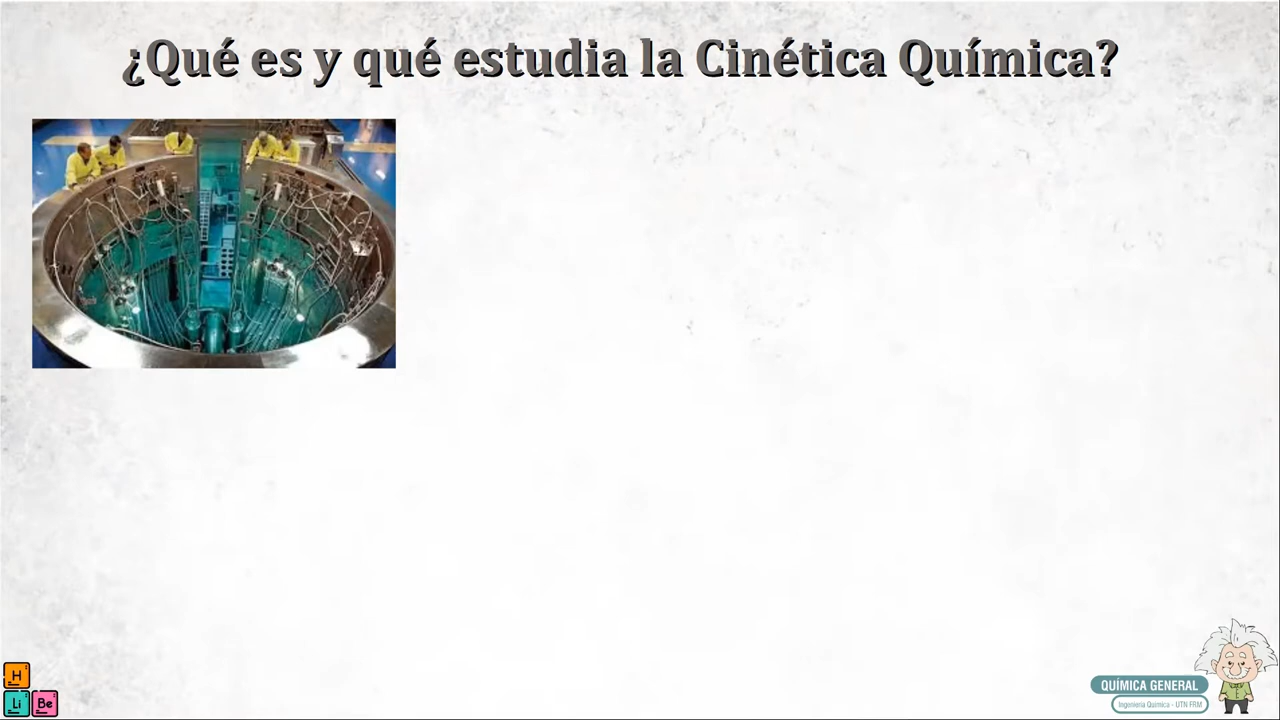 ¿Qué es y qué estudia la Cinética Química?
H
Li Be
QUÍMICA GENERAL
Ingeniería Química - UTN FRM